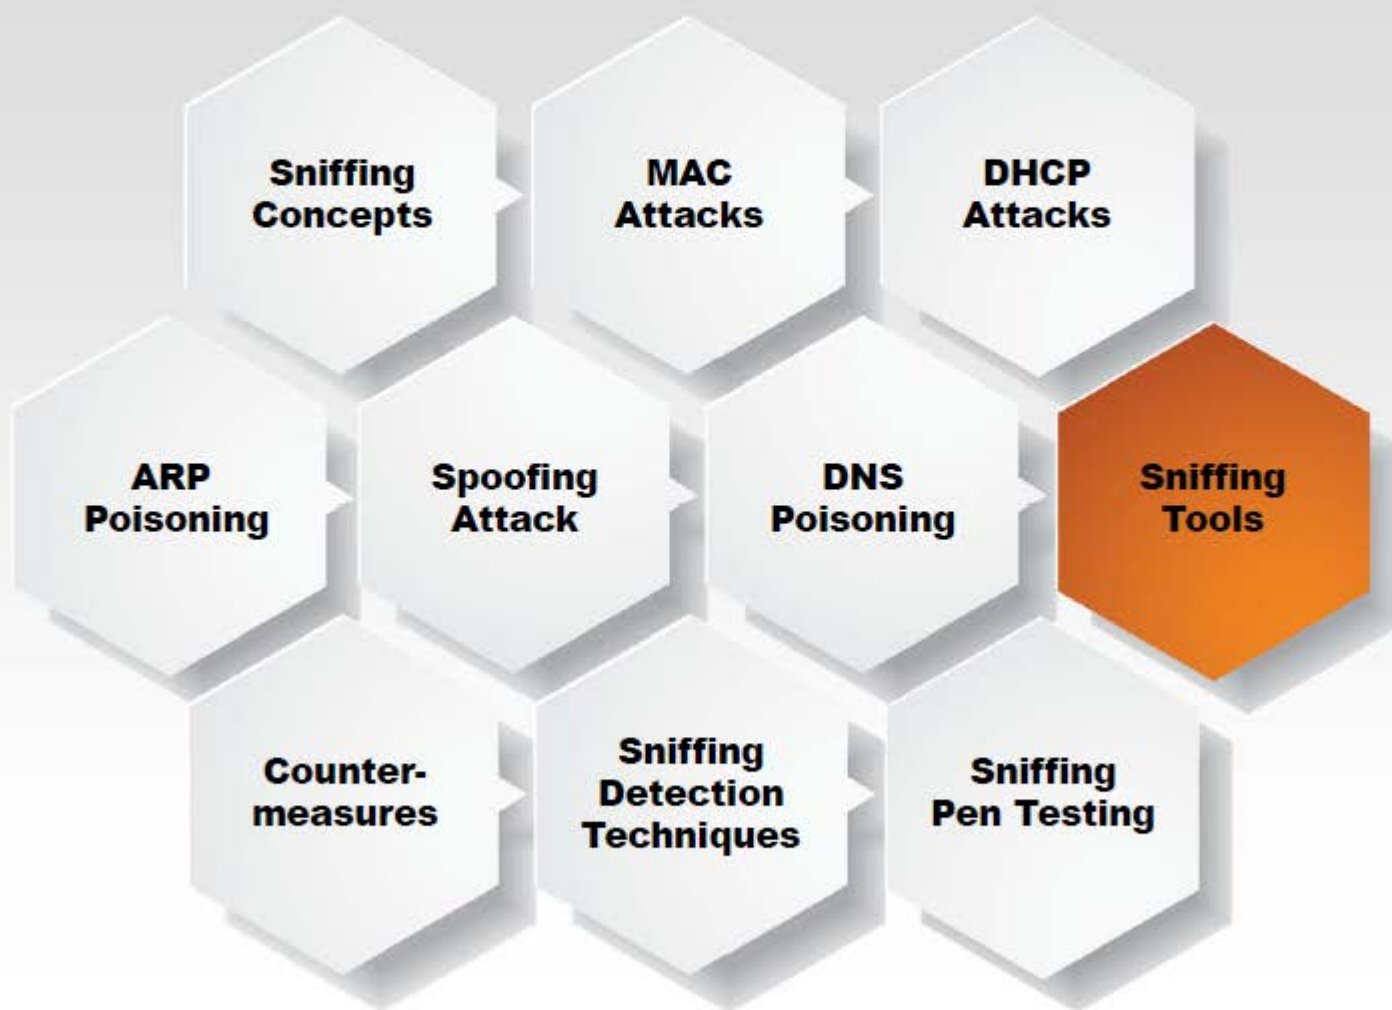 Sniffing
Concepts
MAC
Attacks
DHCP
Attacks
ARP
Poisoning
Spoofing
Attack
DNS
Poisoning
Sniffing
Tools
Counter-
measures
Sniffing
Detection
Techniques
Sniffing
Pen Testing